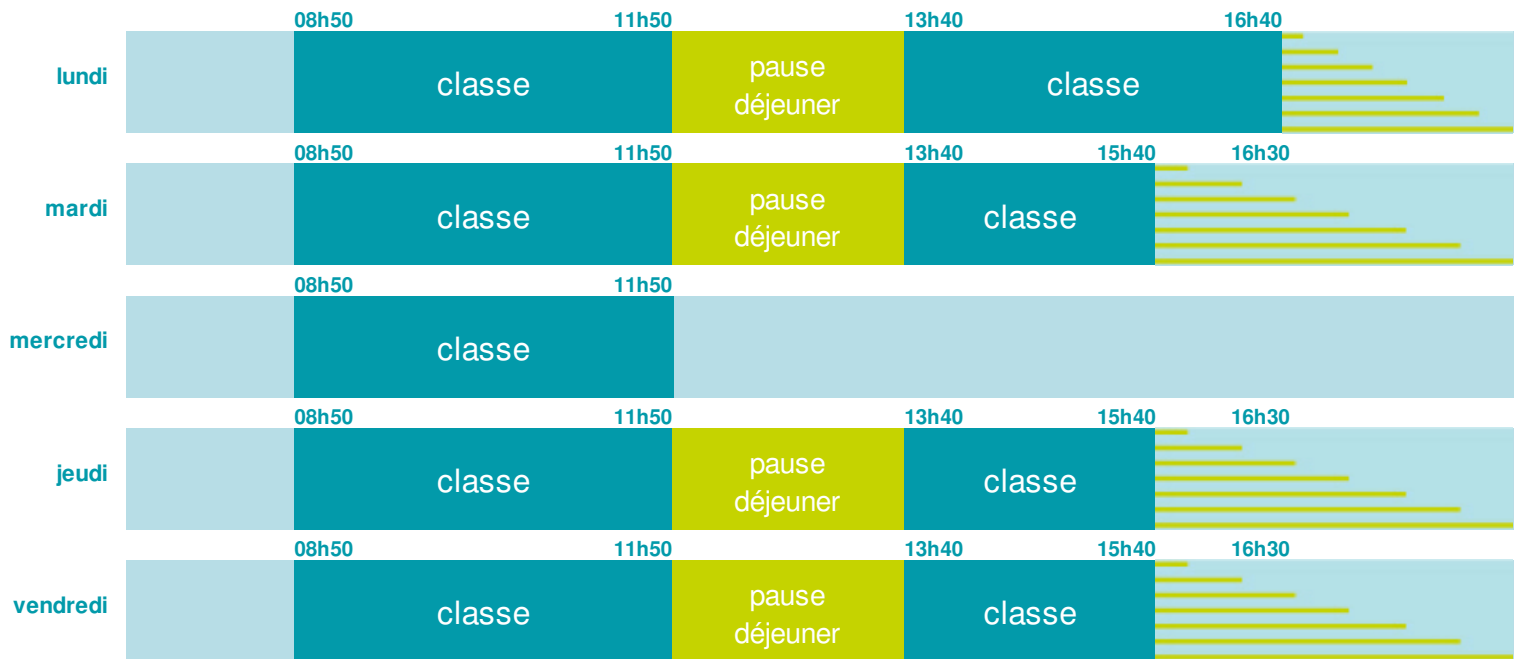 08h50 11h50 13h40 16h40
lundi classe pause déjeuner classe
08h50 11h50 13h40 15h40 16h30
mardi classe pause déjeuner classe
08h50 11h50
mercredi classe
08h50 11h50 13h40 15h40 16h30
jeudi classe pause déjeuner classe
08h50 11h50 13h40 15h40 16h30
vendredi classe pause déjeuner classe